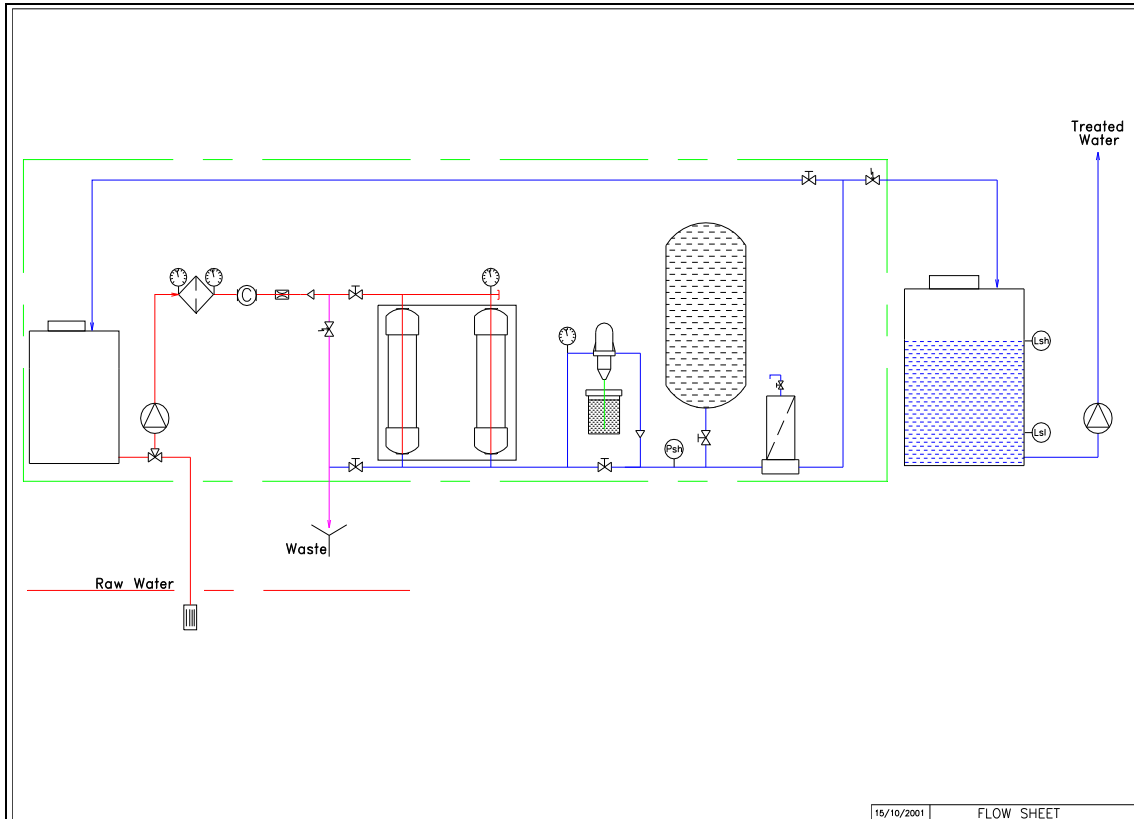 Treated
Water
C
Lsh
Psh
Lsl
Waste
Raw Water
15/10/2001
FLOW SHEET